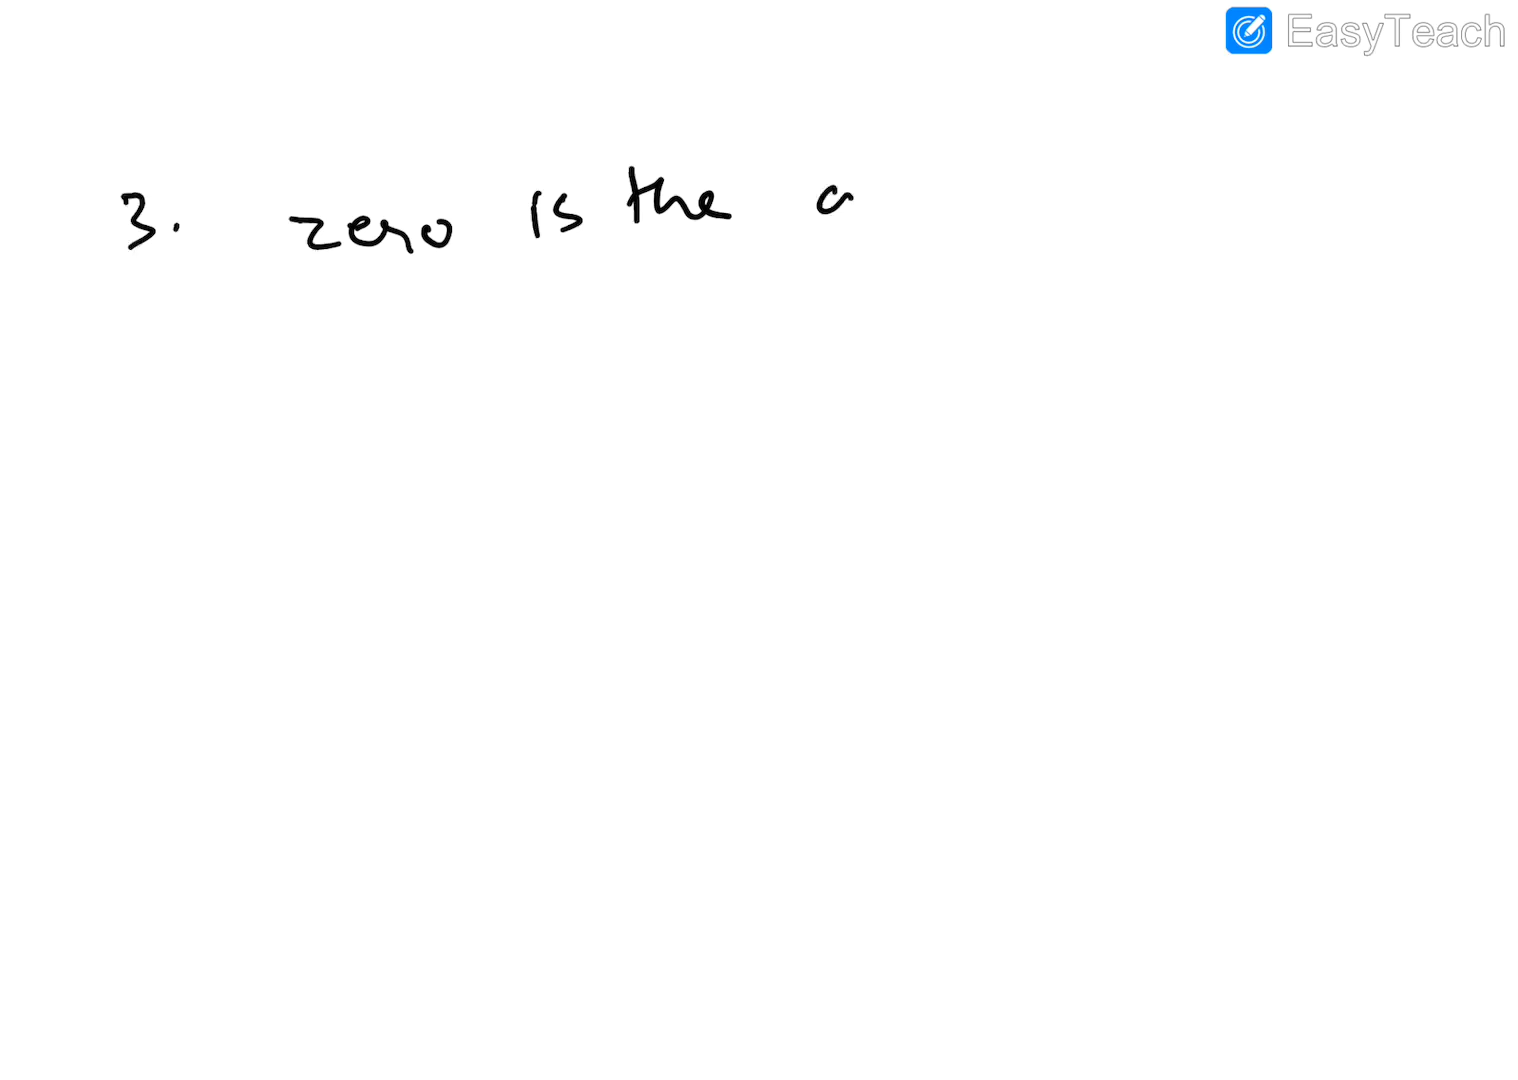 EasyTeach
3. zero is the a